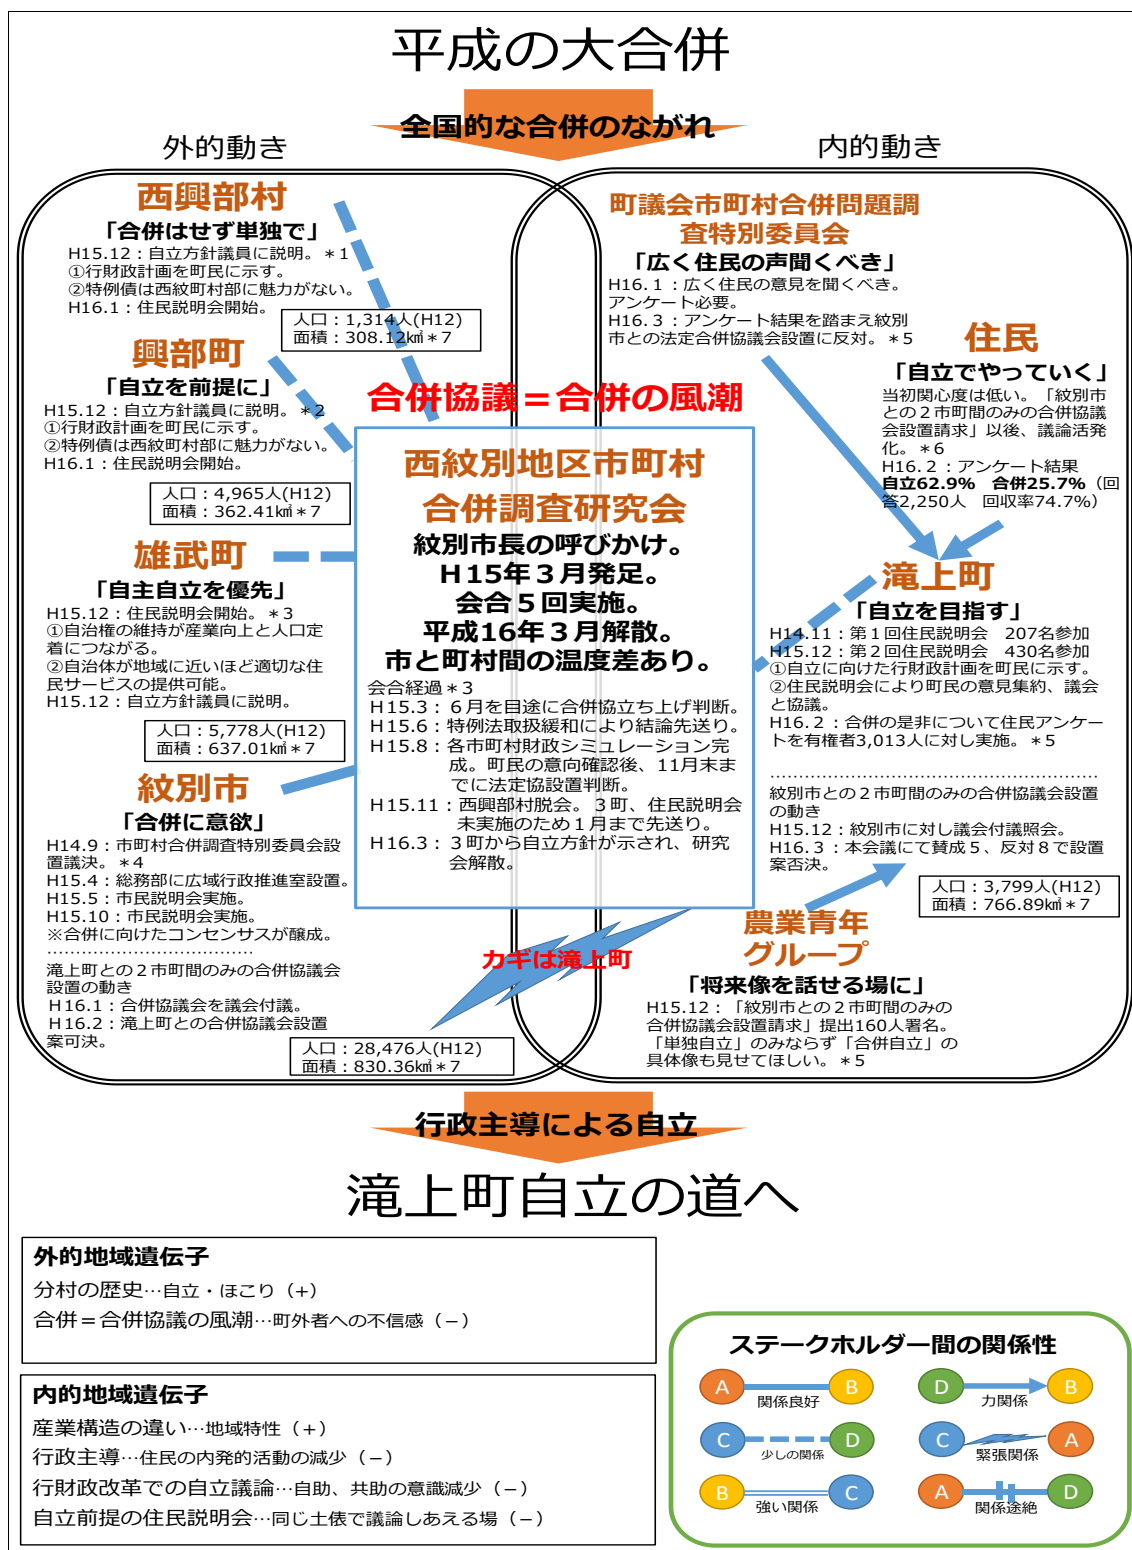 平成の大合併
全国的な合併のながれ
外的動き
内的動き
西興部村
「合併はせず単独で」
H15.12：自立方針議員に説明。＊1
①行財政計画を町民に示す。
②特例債は西紋町村部に魅力がない。
H16.1：住民説明会開始。
人口：1,314人(H12)
面積：308.12㎢＊7
興部町
「自立を前提に」
H15.12：自立方針議員に説明。＊2
①行財政計画を町民に示す。
②特例債は西紋町村部に魅力がない。
H16.1：住民説明会開始。
人口：4,965人(H12)
面積：362.41㎢＊7
雄武町
「自主自立を優先」
H15.12：住民説明会開始。＊3
①自治権の維持が産業向上と人口定
着につながる。
②自治体が地域に近いほど適切な住
民サービスの提供可能。
H15.12：自立方針議員に説明。
人口：5,778人(H12)
面積：637.01㎢＊7
紋別市
「合併に意欲」
H14.9：市町村合併調査特別委員会設
置議決。＊4
H15.4：総務部に広域行政推進室設置。
H15.5：市民説明会実施。
H15.10：市民説明会実施。
※合併に向けたコンセンサスが醸成。
…………………………
滝上町との２市町間のみの合併協議会
設置の動き
H16.1：合併協議会を議会付議。
H16.2：滝上町との合併協議会設置
案可決。
人口：28,476人(H12)
面積：830.36㎢＊7
合併協議＝合併の風潮
西紋別地区市町村
合併調査研究会
紋別市長の呼びかけ。
H15年３月発足。
会合５回実施。
平成16年３月解散。
市と町村間の温度差あり。
会合経過＊3
H15.3：６月を目途に合併協立ち上げ判断。
H15.6：特例法取扱緩和により結論先送り。
H15.8：各市町村財政シミュレーション完
成。町民の意向確認後、11月末ま
でに法定協設置判断。
H15.11：西興部村脱会。３町、住民説明会
未実施のため１月まで先送り。
H16.3：３町から自立方針が示され、研究
会解散。
カギは滝上町
町議会市町村合併問題調
査特別委員会
「広く住民の声聞くべき」
H16.1：広く住民の意見を聞くべき。
アンケート必要。
H16.3：アンケート結果を踏まえ紋別
市との法定合併協議会設置に反対。＊5
住民
「自立でやっていく」
当初関心度は低い。「紋別市
との２市町間のみの合併協議
会設置請求」以後、議論活発
化。＊6
H16.2：アンケート結果
自立62.9%　合併25.7%（回
答2,250人　回収率74.7%）
滝上町
「自立を目指す」
H14.11：第１回住民説明会　207名参加
H15.12：第２回住民説明会　430名参加
①自立に向けた行財政計画を町民に示す。
②住民説明会により町民の意見集約、議会
と協議。
H16.2：合併の是非について住民アンケー
トを有権者3,013人に対し実施。＊5
…………………………………………
紋別市との２市町間のみの合併協議会設置
の動き
H15.12：紋別市に対し議会付議照会。
H16.3：本会議にて賛成５、反対８で設置
案否決。
人口：3,799人(H12)
面積：766.89㎢＊7
農業青年
グループ
「将来像を話せる場に」
H15.12：「紋別市との２市町間のみの
合併協議会設置請求」提出160人署名。
「単独自立」のみならず「合併自立」の
具体像も見せてほしい。＊5
行政主導による自立
滝上町自立の道へ
外的地域遺伝子
分村の歴史…自立・ほこり（+）
合併＝合併協議の風潮…町外者への不信感（−）
内的地域遺伝子
産業構造の違い…地域特性（+）
行政主導…住民の内発的活動の減少（−）
行財政改革での自立議論…自助、共助の意識減少（−）
自立前提の住民説明会…同じ土俵で議論しあえる場（−）
ステークホルダー間の関係性
A 関係良好 B
D 力関係 B
C 少しの関係 D
C 緊張関係 A
B 強い関係 C
A 関係途絶 D